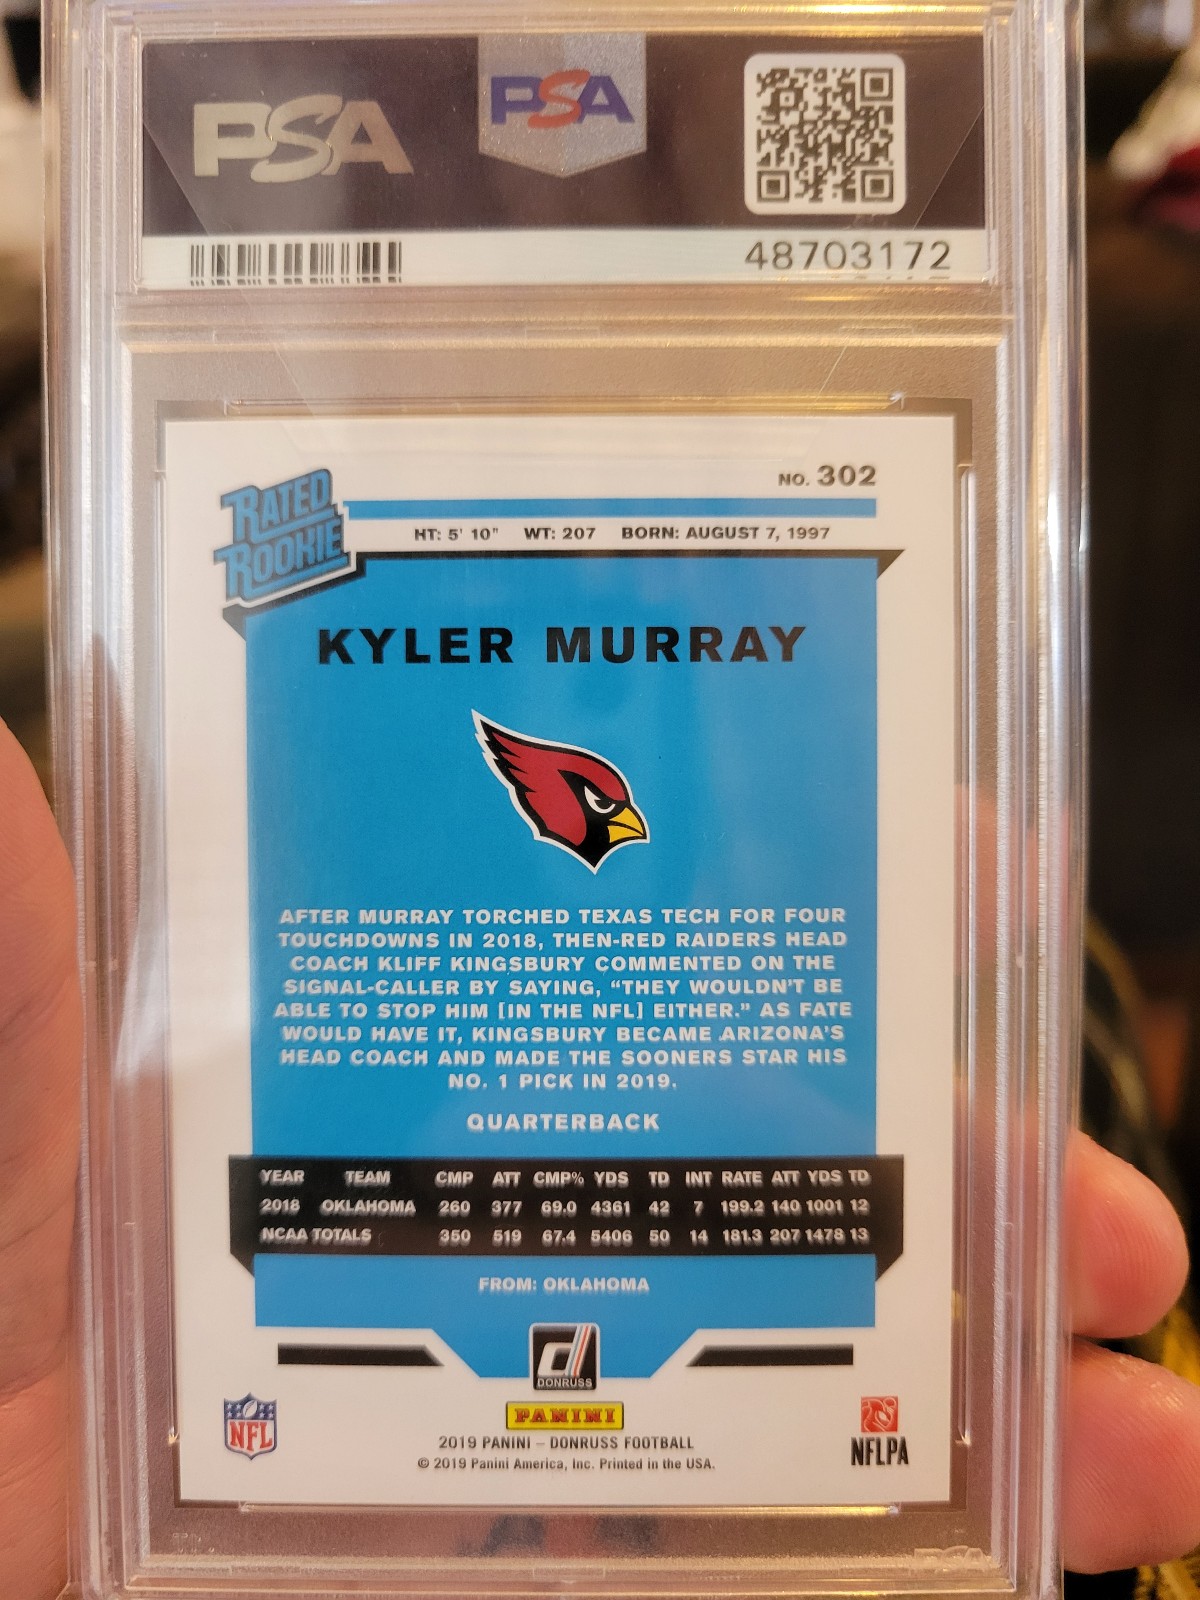 PSA
PSA
48703172
NO. 302
RATED
ROOKIE
HT: 5' 10" WT: 207 BORN: AUGUST 7, 1997
KYLER MURRAY
AFTER MURRAY TORCHED TEXAS TECH FOR FOUR
TOUCHDOWNS IN 2018, THEN-RED RAIDERS HEAD
COACH KLIFF KINGSBURY COMMENTED ON THE
SIGNAL-CALLER BY SAYING, “THEY WOULDN’T BE
ABLE TO STOP HIM [IN THE NFL] EITHER.” AS FATE
WOULD HAVE IT, KINGSBURY BECAME ARIZONA’S
HEAD COACH AND MADE THE SOONERS STAR HIS
NO. 1 PICK IN 2019.
QUARTERBACK
YEAR TEAM CMP ATT CMP% YDS TD INT RATE ATT YDS TD
2018 OKLAHOMA 260 377 69.0 4361 42 7 199.2 140 1001 12
NCAA TOTALS 350 519 67.4 5406 50 14 181.3 207 1478 13
FROM: OKLAHOMA
d
DONRUSS
PANINI
NFL
2019 PANINI – DONRUSS FOOTBALL
© 2019 Panini America, Inc. Printed in the USA.
NFLPA
PSA